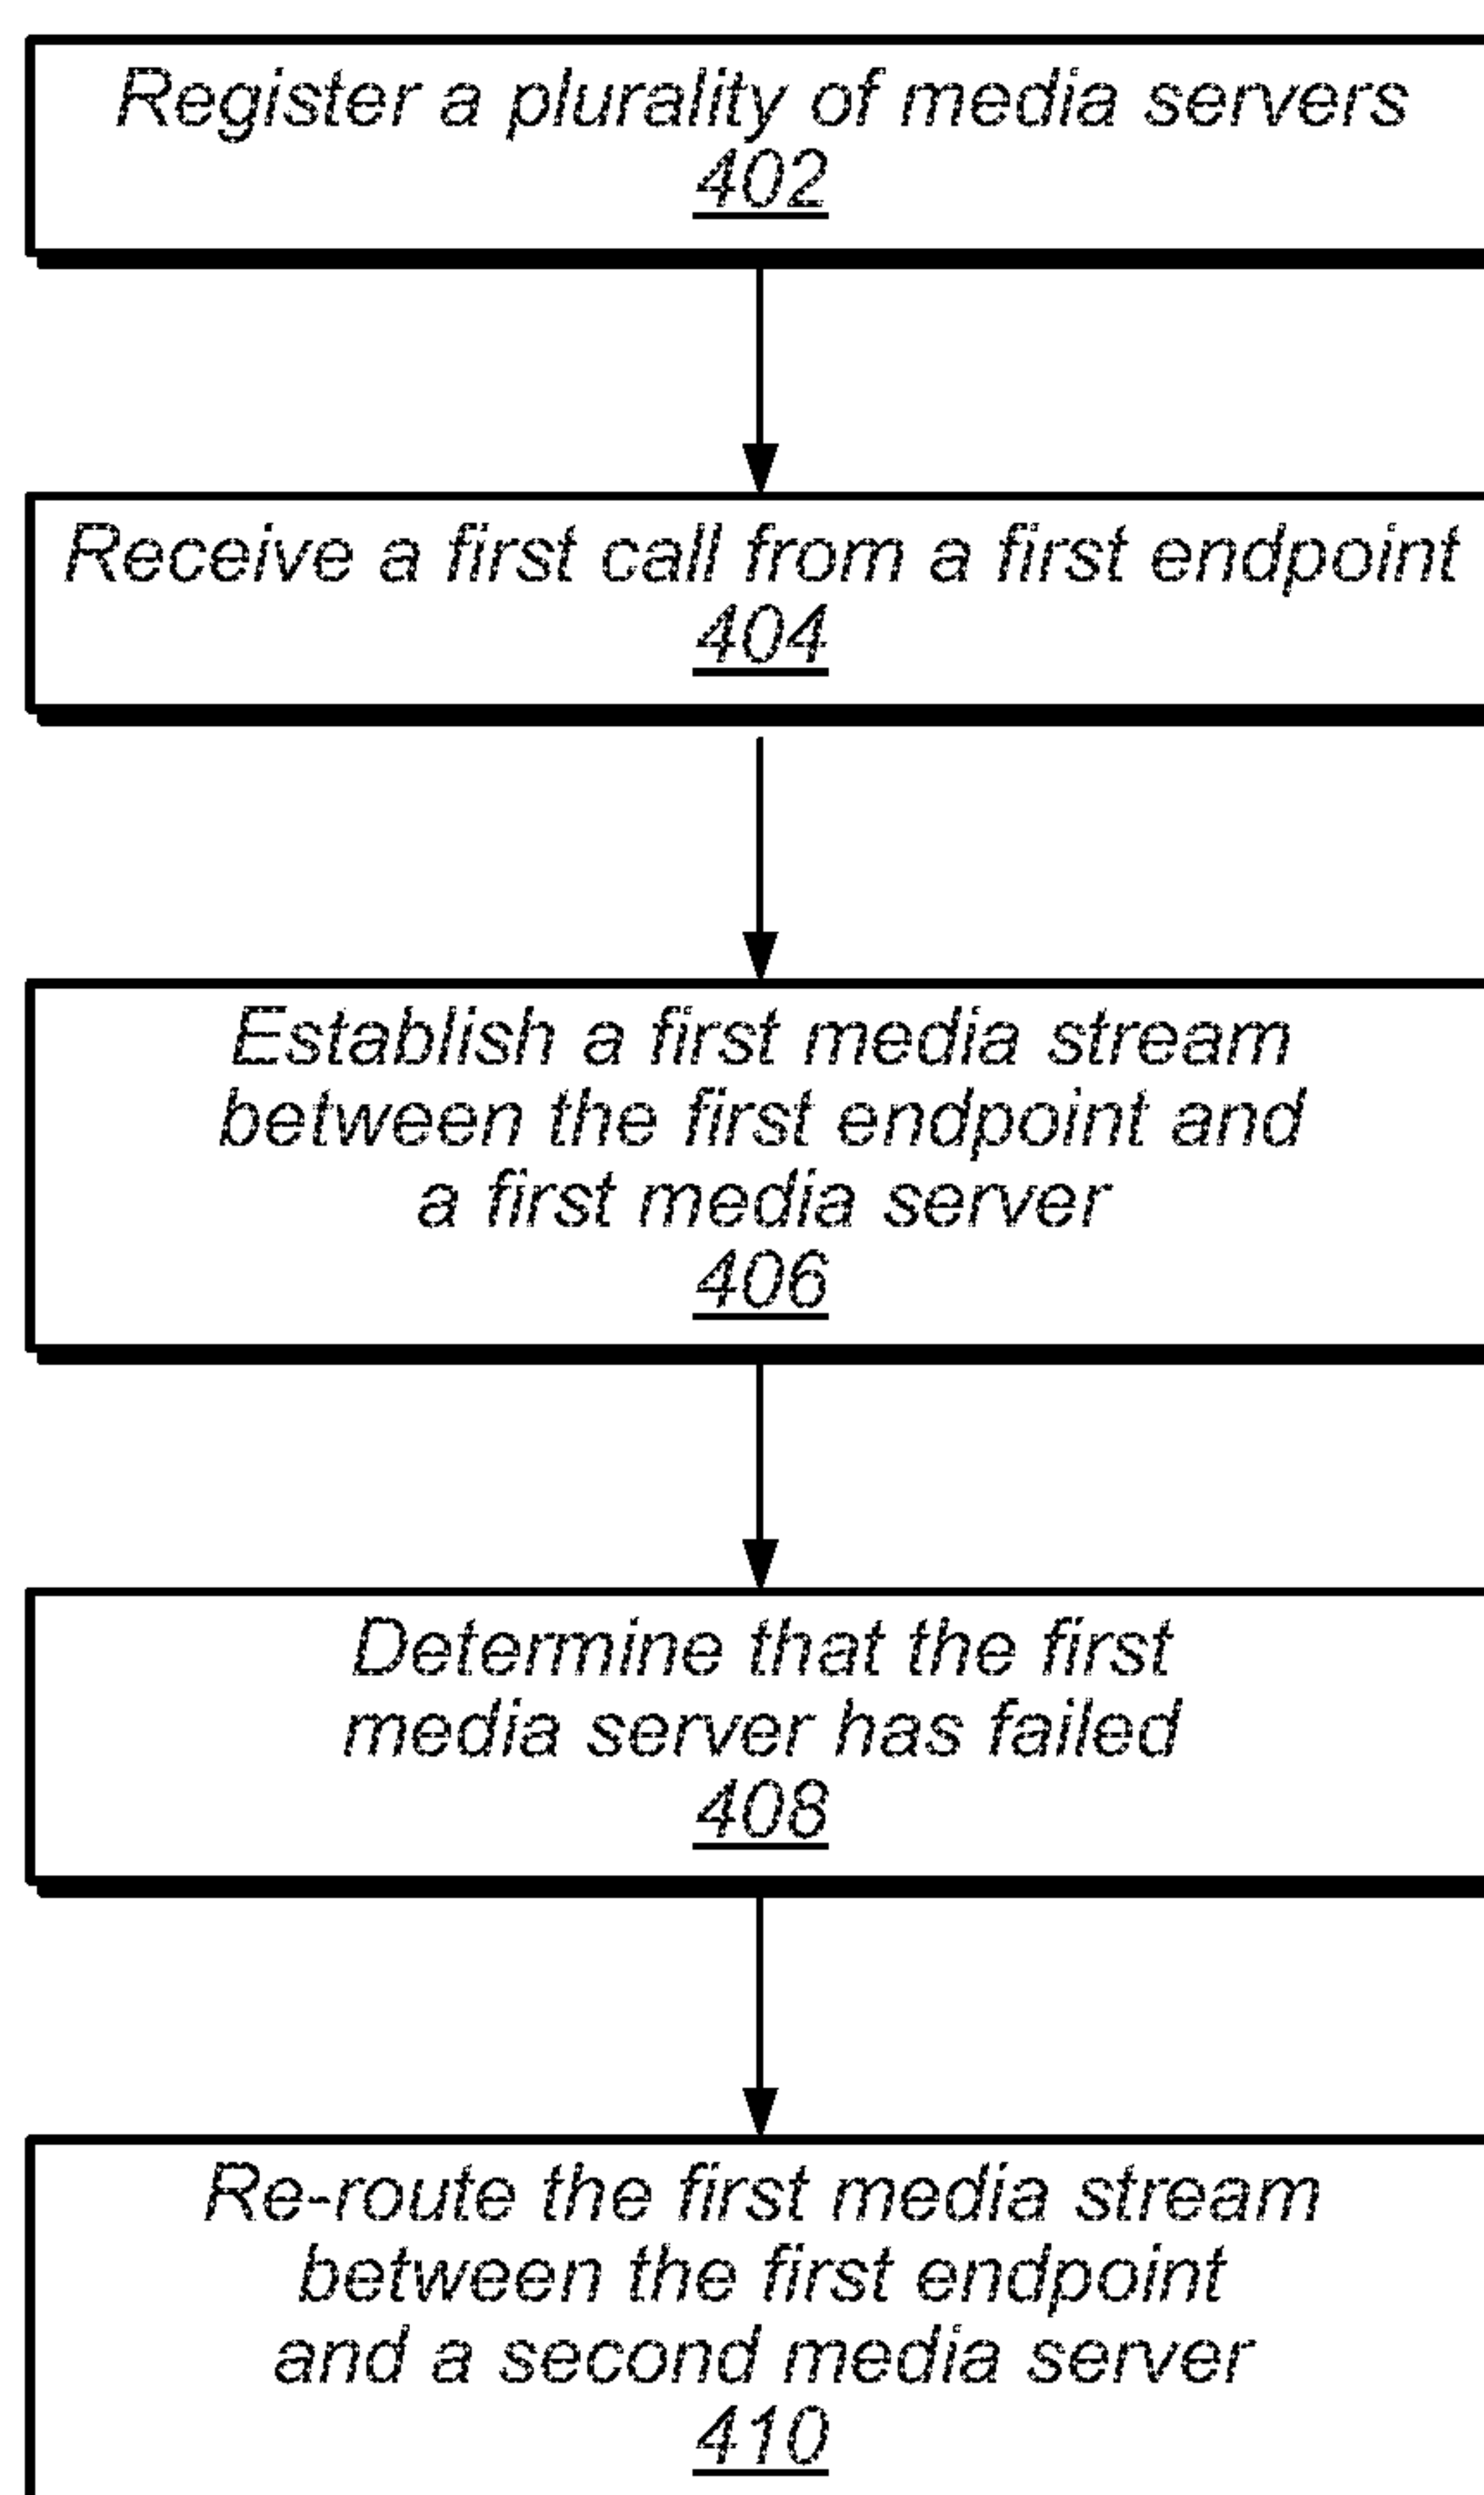 Register a plurality of media servers
402
Receive a first call from a first endpoint
404
Establish a first media stream
between the first endpoint and
a first media server
406
Determine that the first
media server has failed
408
Re-route the first media stream
between the first endpoint
and a second media server
410